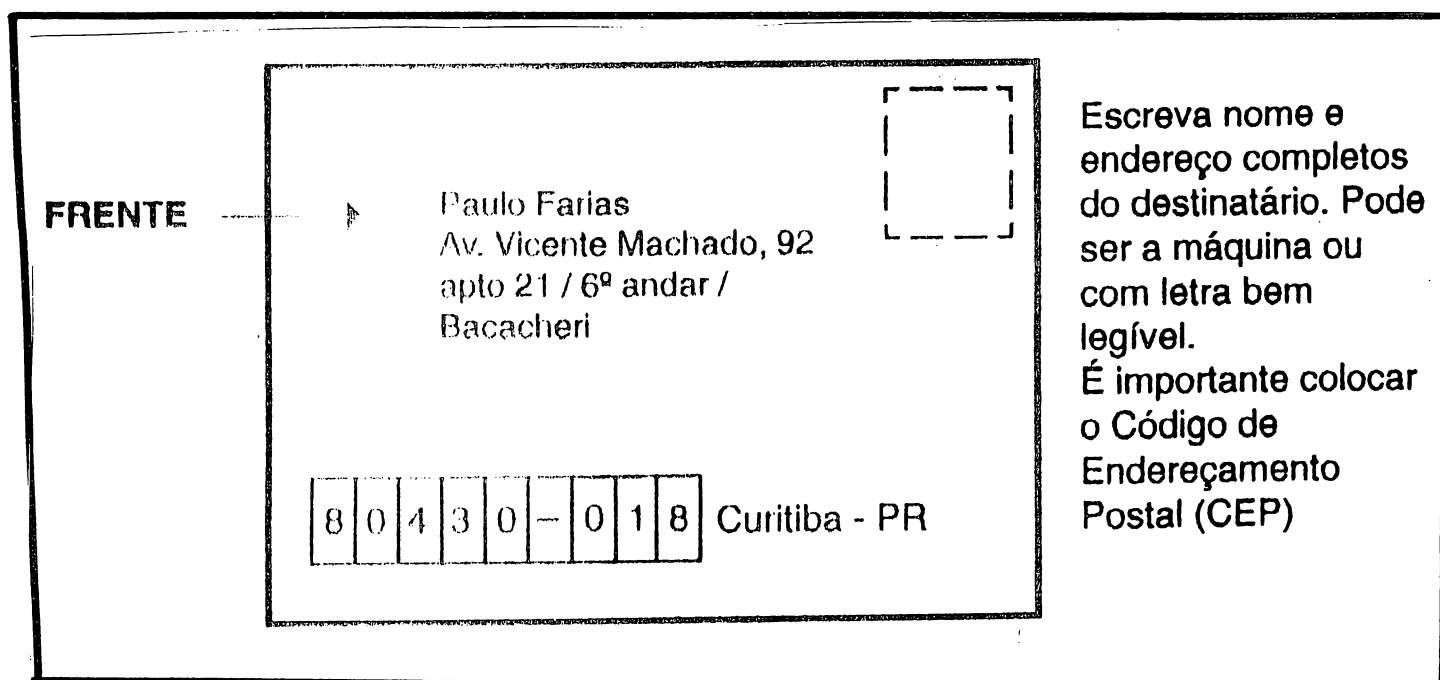 FRENTE
Paulo Farias
Av. Vicente Machado, 92
apto 21 / 6º andar /
Bacacheri
80430-018 Curitiba - PR
Escreva nome e
endereço completos
do destinatário. Pode
ser a máquina ou
com letra bem
legível.
É importante colocar
o Código de
Endereçamento
Postal (CEP)